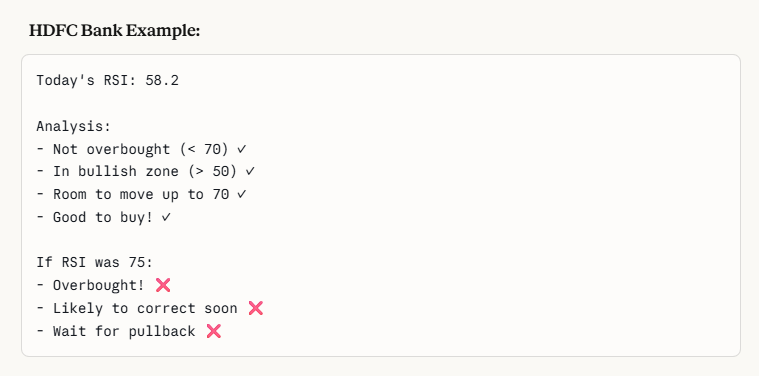 HDFC Bank Example:
Today's RSI: 58.2
Analysis:
- Not overbought (< 70) ✓
- In bullish zone (> 50) ✓
- Room to move up to 70 ✓
- Good to buy! ✓
If RSI was 75:
- Overbought! ❌
- Likely to correct soon ❌
- Wait for pullback ❌